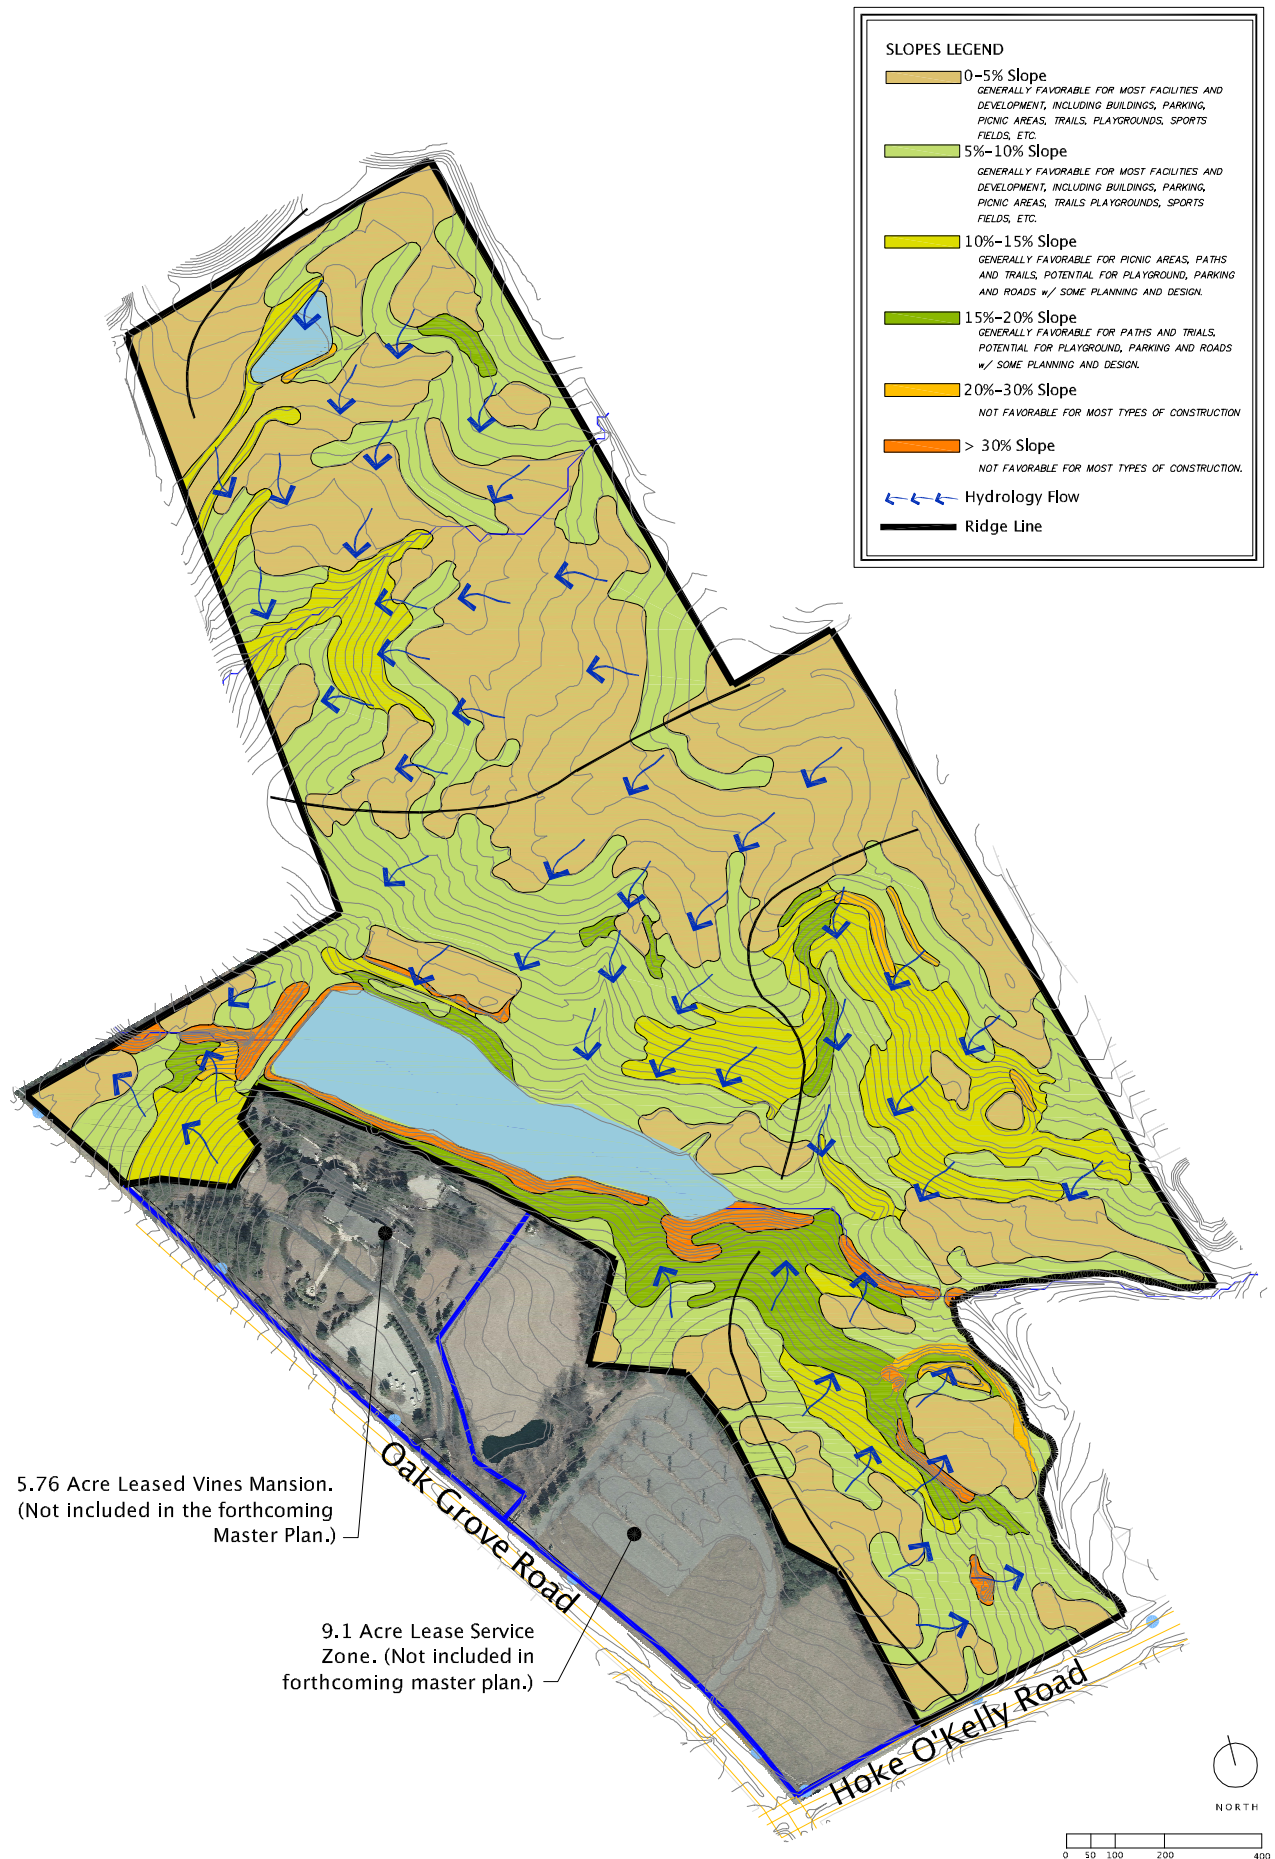 SLOPES LEGEND
0-5% Slope
GENERALLY FAVORABLE FOR MOST FACILITIES AND
DEVELOPMENT, INCLUDING BUILDINGS, PARKING,
PICNIC AREAS, TRAILS, PLAYGROUNDS, SPORTS
FIELDS, ETC.
5%-10% Slope
GENERALLY FAVORABLE FOR MOST FACILITIES AND
DEVELOPMENT, INCLUDING BUILDINGS, PARKING,
PICNIC AREAS, TRAILS PLAYGROUNDS, SPORTS
FIELDS, ETC.
10%-15% Slope
GENERALLY FAVORABLE FOR PICNIC AREAS, PATHS
AND TRAILS, POTENTIAL FOR PLAYGROUND, PARKING
AND ROADS w/ SOME PLANNING AND DESIGN.
15%-20% Slope
GENERALLY FAVORABLE FOR PATHS AND TRIALS,
POTENTIAL FOR PLAYGROUND, PARKING AND ROADS
w/ SOME PLANNING AND DESIGN.
20%-30% Slope
NOT FAVORABLE FOR MOST TYPES OF CONSTRUCTION
> 30% Slope
NOT FAVORABLE FOR MOST TYPES OF CONSTRUCTION.
Hydrology Flow
Ridge Line
5.76 Acre Leased Vines Mansion.
(Not included in the forthcoming
Master Plan.)
Oak Grove Road
9.1 Acre Lease Service
Zone. (Not included in
forthcoming master plan.)
Hoke O'Kelly Road
NORTH
0 50 100 200 400